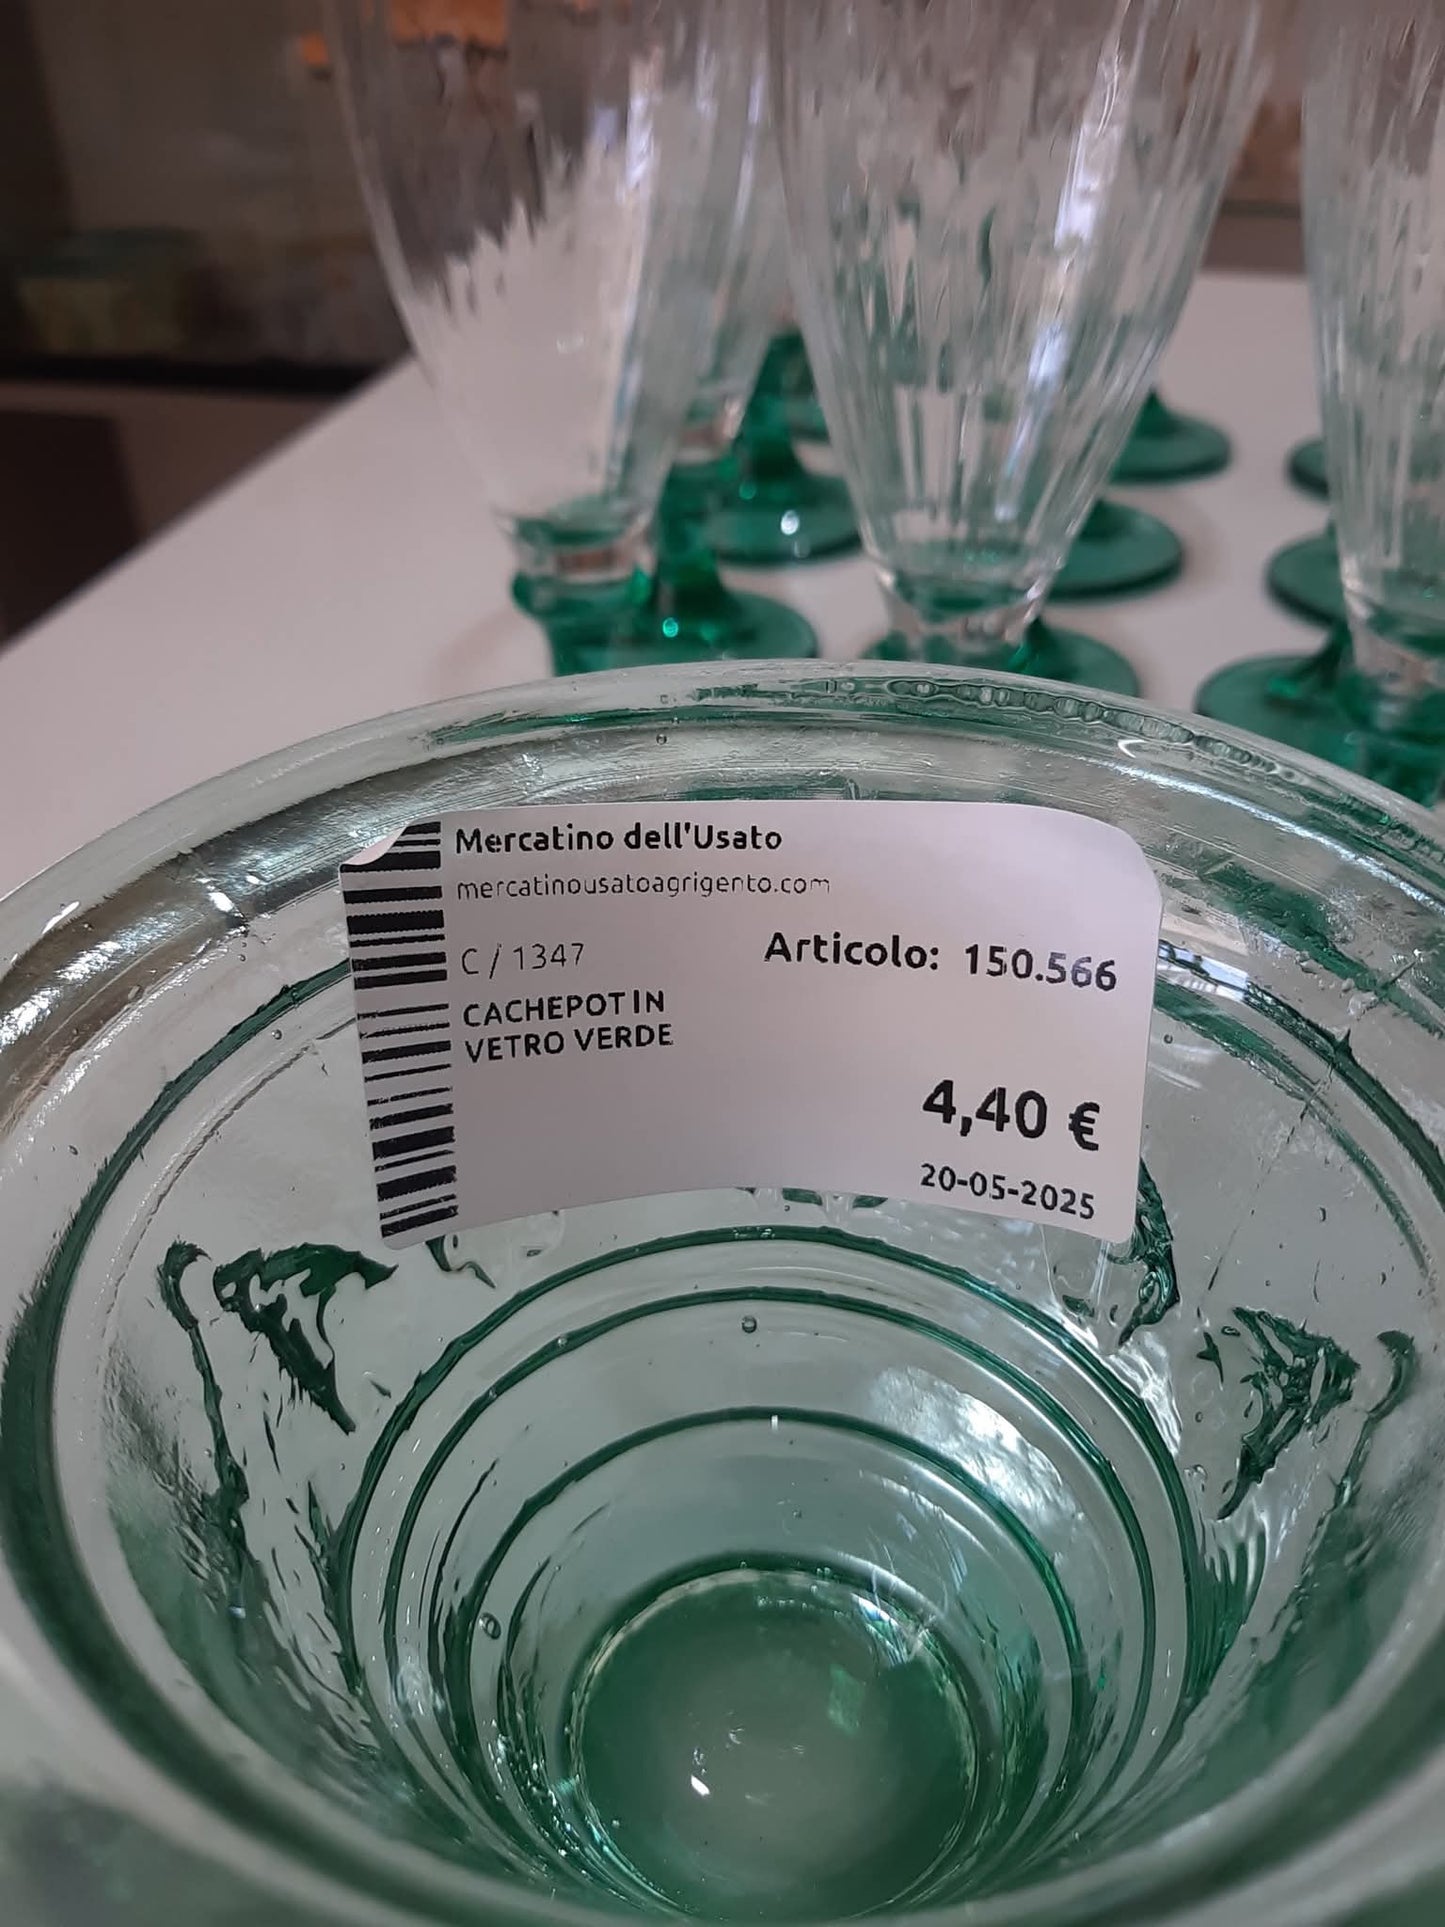 Mercatino dell'Usato
mercatinousatoagrigento.com
C / 1347
Articolo: 150.566
CACHEPOT IN
VETRO VERDE
4,40 €
20-05-2025